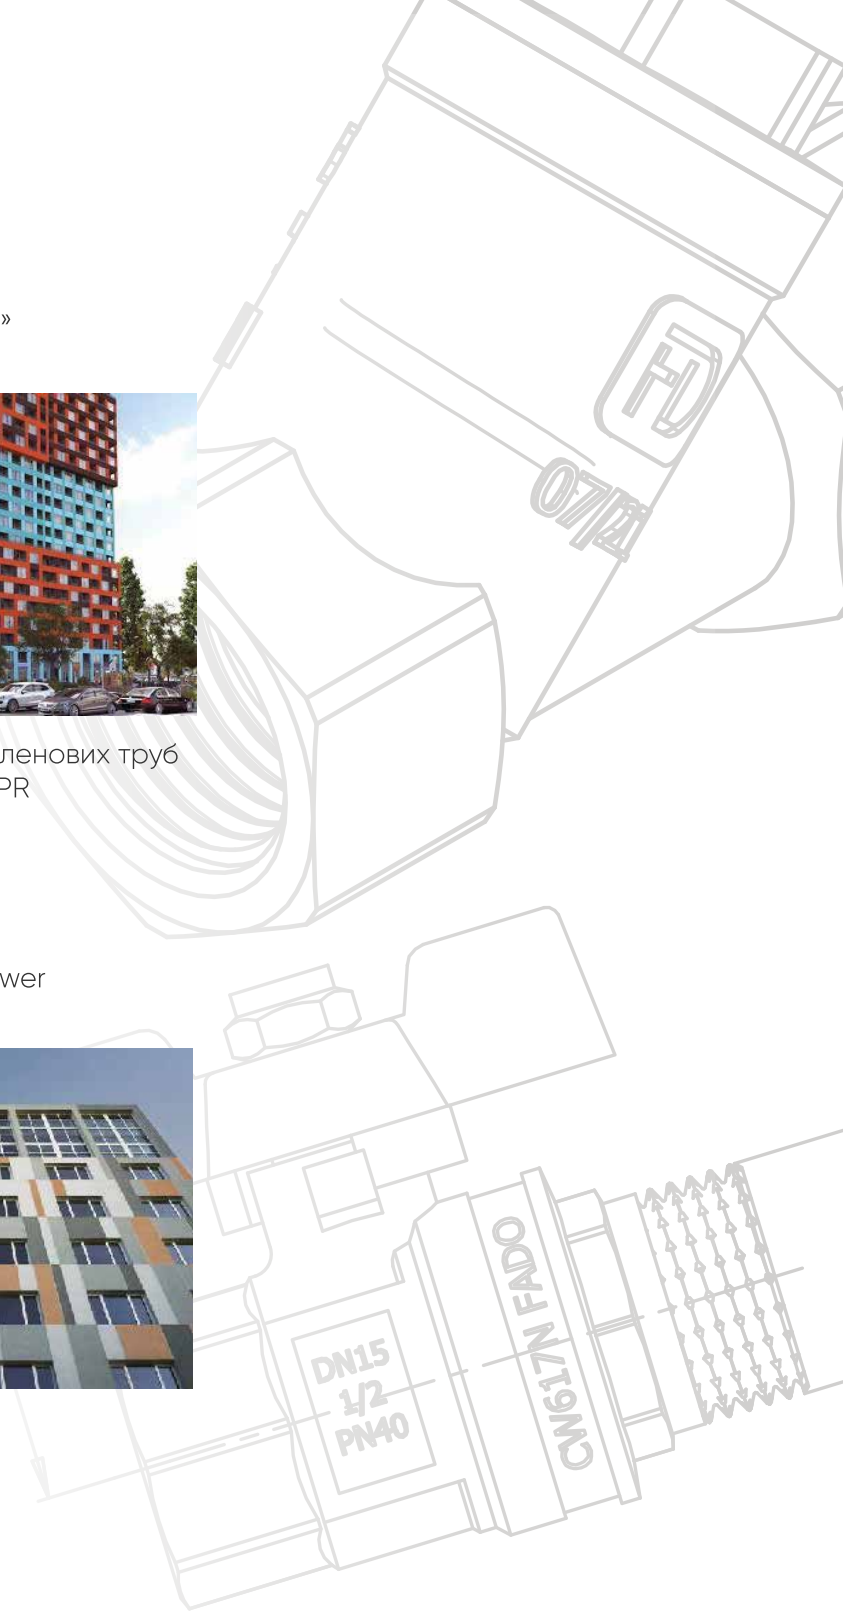 »
07/21
ленових труб
PR
wer
CW617N FADO
DN15
1/2
PN40